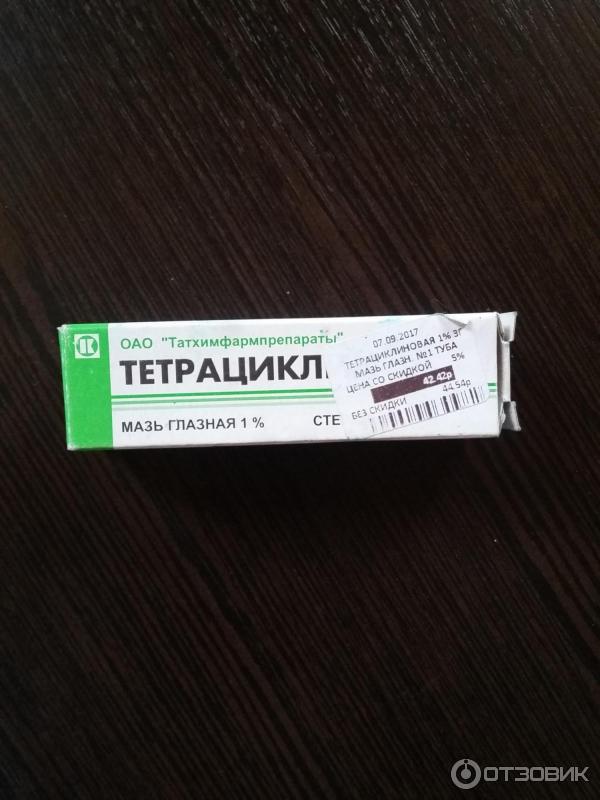 ОАО "Татхимфармпрепараты"
ТЕТРАЦИКЛ
МАЗЬ ГЛАЗНАЯ 1 %
СТЕ
07.09.2017
ТЕТРАЦИКЛИНОВАЯ 1% 3Г
МАЗЬ ГЛАЗН. №1 ТУБА
ЦЕНА СО СКИДКОЙ 5%
42.42р
БЕЗ СКИДКИ 44.54р
ОТЗОВИК